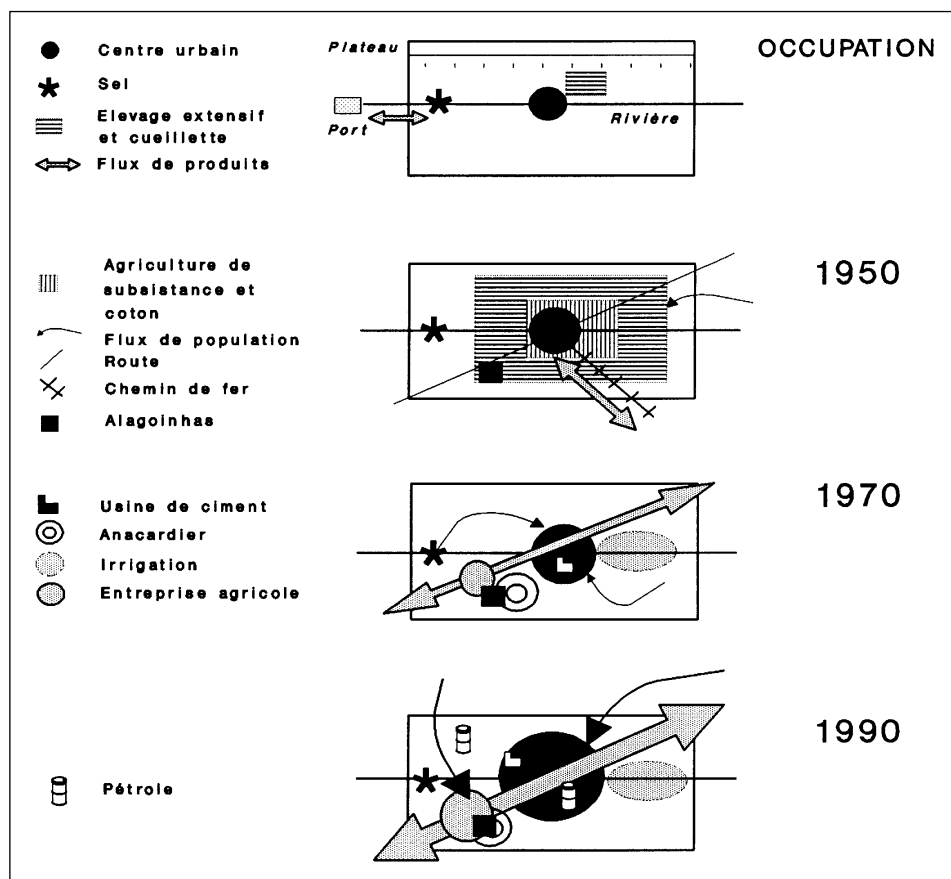 OCCUPATION
Centre urbain
Sel
Elevage extensif
et cueillette
Flux de produits
Plateau
Port
Rivière
1950
Agriculture de
subsistance et
coton
Flux de population
Route
Chemin de fer
Alagoinhas
1970
Usine de ciment
Anacardier
Irrigation
Entreprise agricole
1990
Pétrole